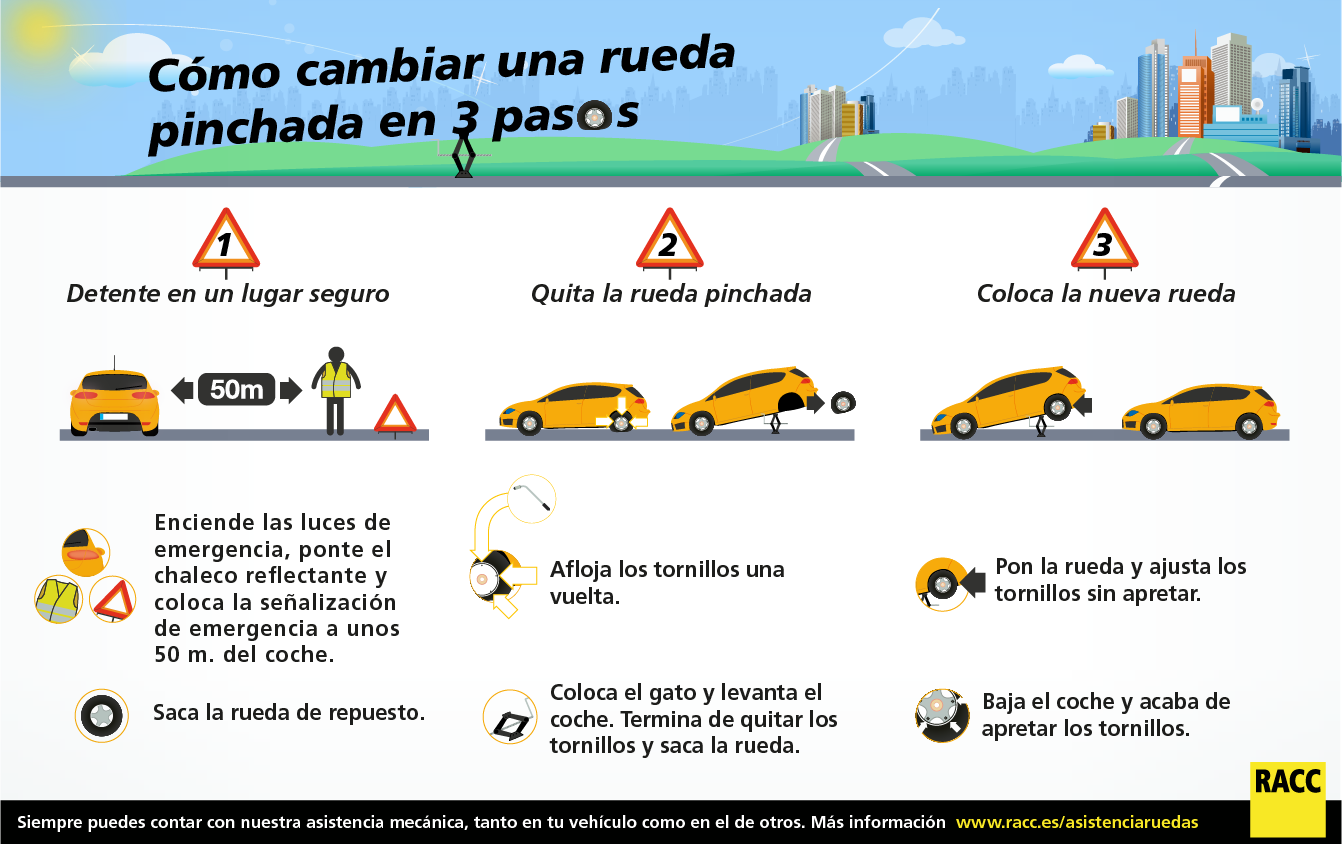 Cómo cambiar una rueda
pinchada en 3 pasos
1
Detente en un lugar seguro
50m
Enciende las luces de
emergencia, ponte el
chaleco reflectante y
coloca la señalización
de emergencia a unos
50 m. del coche.
Saca la rueda de repuesto.
2
Quita la rueda pinchada
Afloja los tornillos una
vuelta.
Coloca el gato y levanta el
coche. Termina de quitar los
tornillos y saca la rueda.
3
Coloca la nueva rueda
Pon la rueda y ajusta los
tornillos sin apretar.
Baja el coche y acaba de
apretar los tornillos.
RACC
Siempre puedes contar con nuestra asistencia mecánica, tanto en tu vehículo como en el de otros. Más información www.racc.es/asistenciaruedas